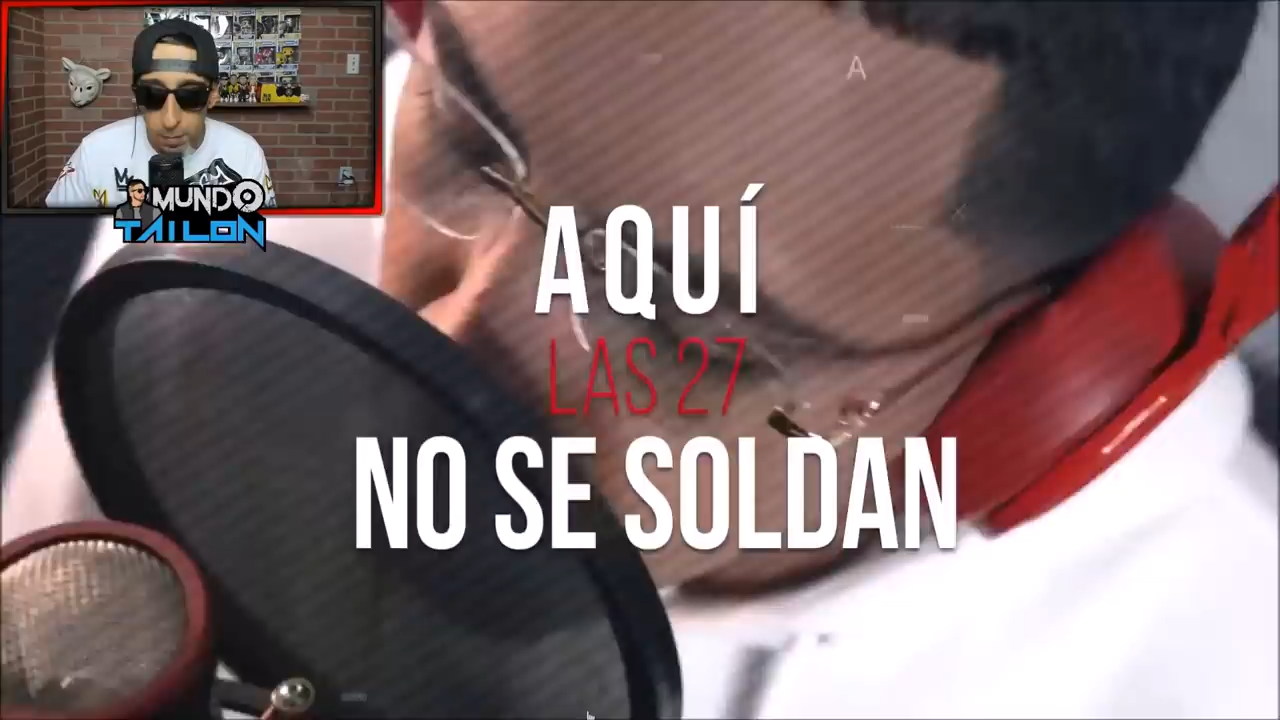 MUNDO
TAILON
A
AQUÍ
LAS 27
NO SE SOLDAN